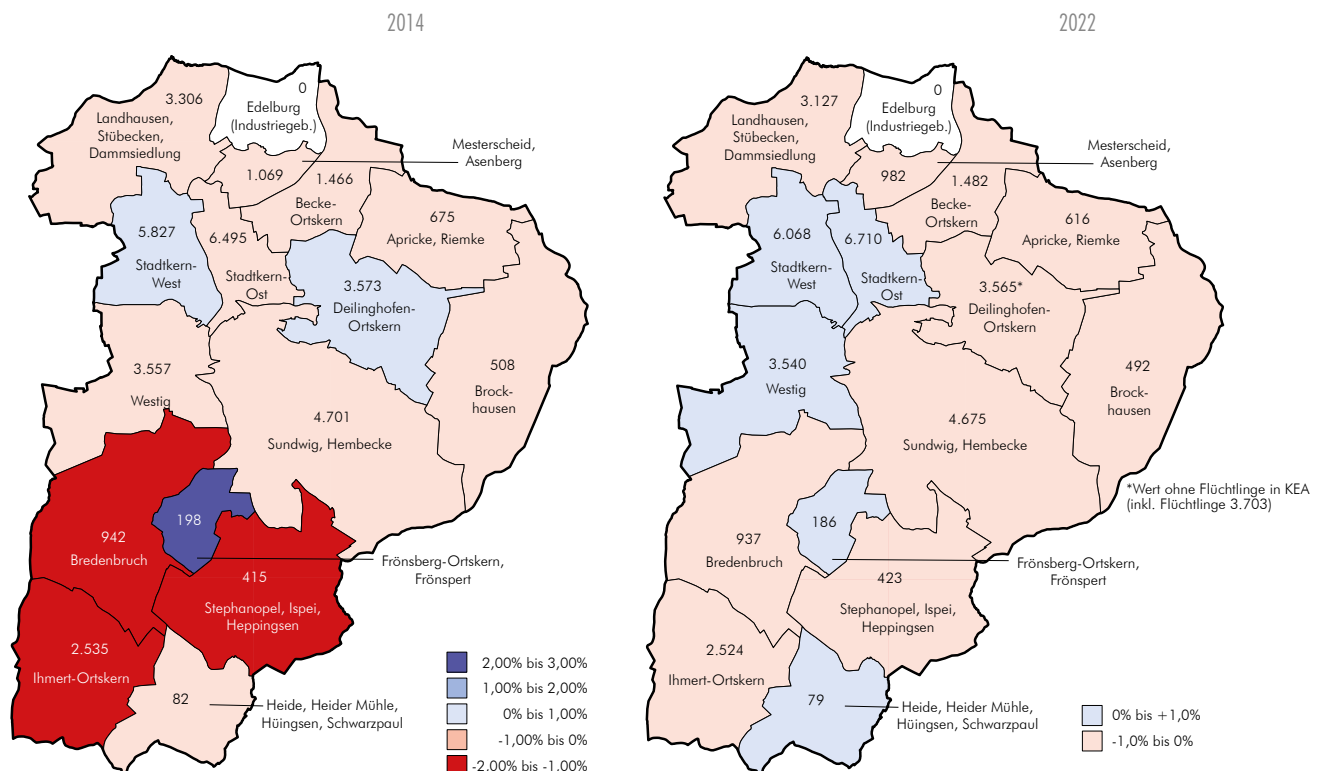 2014
3.306
Landhausen,
Stübecken,
Dammsiedlung
0
Edelburg
(Industriegeb.)
Mesterscheid,
Asenberg
1.069
1.466
Becke-
Ortskern
675
Apricke, Riemke
5.827
Stadtkern-
West
6.495
Stadtkern-
Ost
3.573
Deilinghofen-
Ortskern
508
Brock-
hausen
3.557
Westig
4.701
Sundwig, Hembecke
198
942
Bredenbruch
Frönsberg-Ortskern,
Frönspert
415
Stephanopel, Ispei,
Heppingsen
2.535
Ihmert-Ortskern
82
Heide, Heider Mühle,
Hüingsen, Schwarzpaul
2,00% bis 3,00%
1,00% bis 2,00%
0% bis 1,00%
-1,00% bis 0%
-2,00% bis -1,00%
2022
3.127
Landhausen,
Stübecken,
Dammsiedlung
0
Edelburg
(Industriegeb.)
Mesterscheid,
Asenberg
982
1.482
Becke-
Ortskern
616
Apricke, Riemke
6.068
Stadtkern-
West
6.710
Stadtkern-
Ost
3.565*
Deilinghofen-
Ortskern
492
Brock-
hausen
3.540
Westig
4.675
Sundwig, Hembecke
*Wert ohne Flüchtlinge in KEA
(inkl. Flüchtlinge 3.703)
186
937
Bredenbruch
Frönsberg-Ortskern,
Frönspert
423
Stephanopel, Ispei,
Heppingsen
2.524
Ihmert-Ortskern
79
Heide, Heider Mühle,
Hüingsen, Schwarzpaul
0% bis +1,0%
-1,0% bis 0%